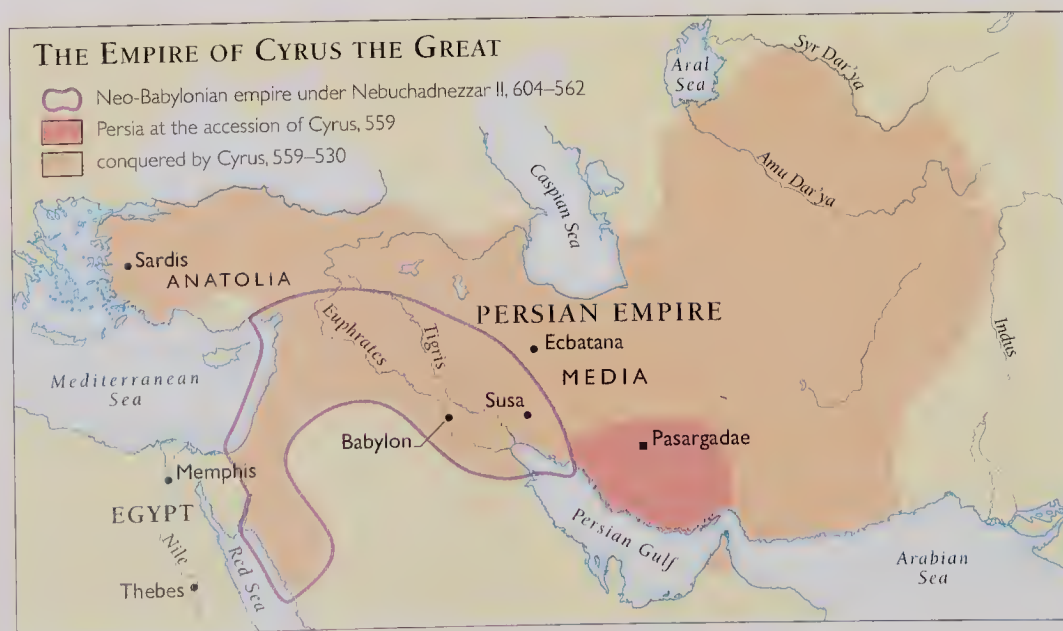 THE EMPIRE OF CYRUS THE GREAT
Neo-Babylonian empire under Nebuchadnezzar II, 604–562
Persia at the accession of Cyrus, 559
conquered by Cyrus, 559–530
Aral
Sea
Syr Dar'ya
Amu Dar'ya
Caspian Sea
Sardis
ANATOLIA
PERSIAN EMPIRE
Euphrates
Tigris
Ecbatana
MEDIA
Indus
Mediterranean
Sea
Susa
Babylon
Pasargadae
Memphis
EGYPT
Nile
Red Sea
Thebes
Persian Gulf
Arabian
Sea